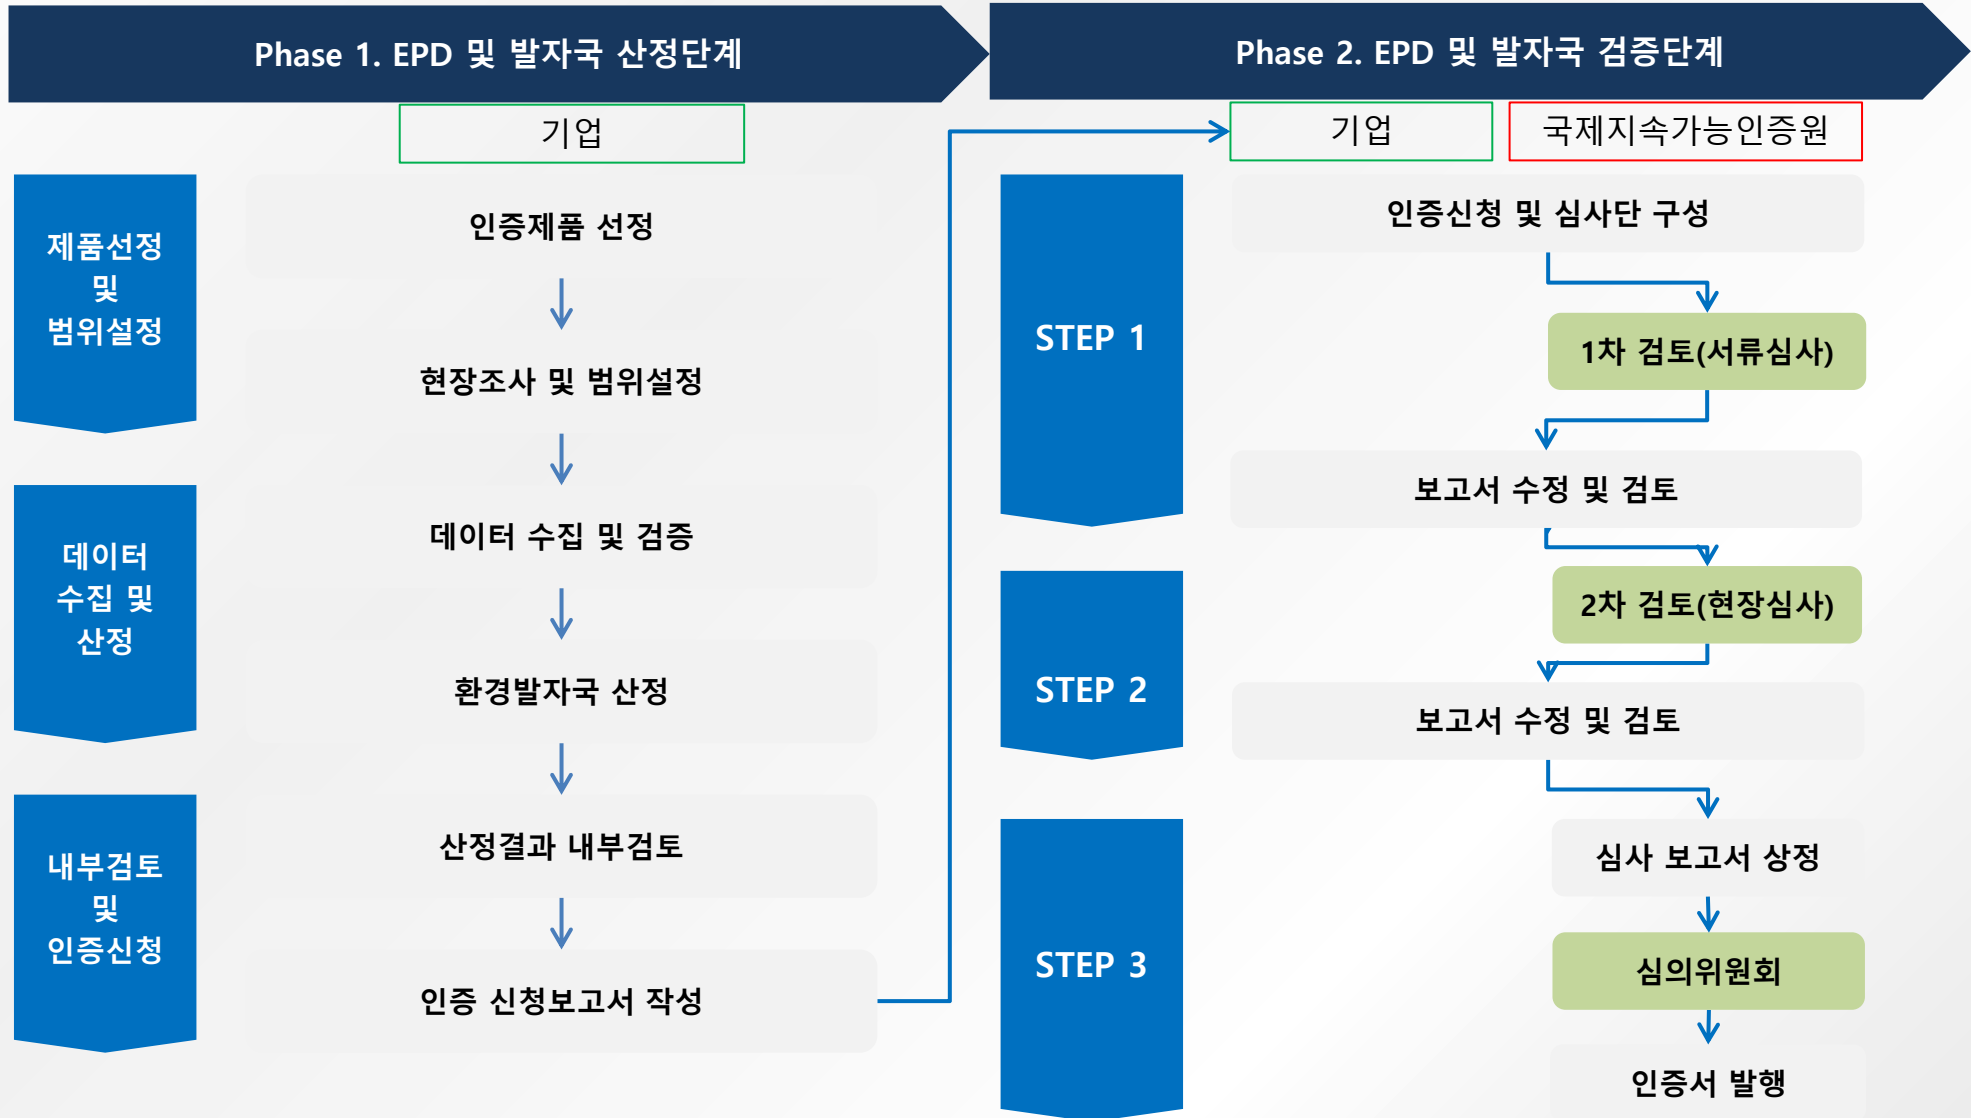 Phase 1. EPD 및 발자국 산정단계
기업
제품선정
및
범위설정
인증제품 선정
현장조사 및 범위설정
데이터
수집 및
산정
데이터 수집 및 검증
환경발자국 산정
내부검토
및
인증신청
산정결과 내부검토
인증 신청보고서 작성
Phase 2. EPD 및 발자국 검증단계
기업
국제지속가능인증원
STEP 1
인증신청 및 심사단 구성
1차 검토(서류심사)
보고서 수정 및 검토
STEP 2
2차 검토(현장심사)
보고서 수정 및 검토
STEP 3
심사 보고서 상정
심의위원회
인증서 발행